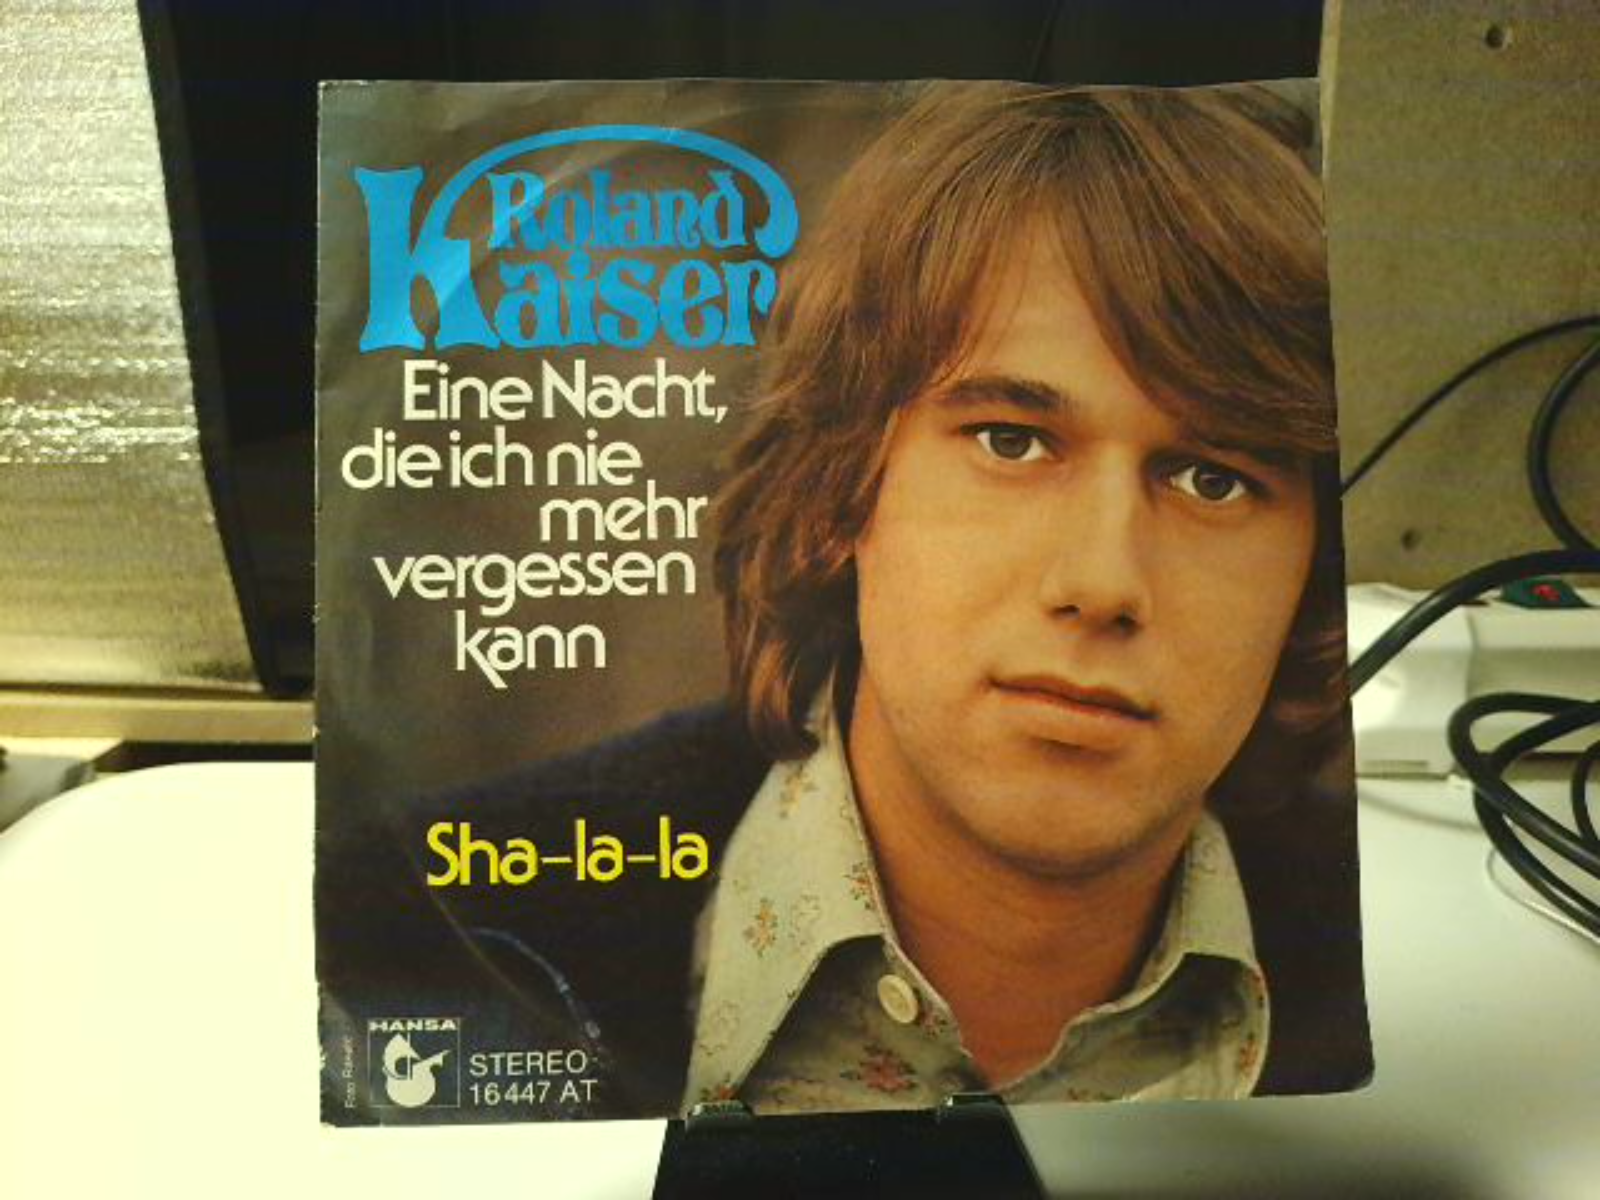 Roland
Kaiser
Eine Nacht,
die ich nie
mehr
vergessen
kann
Sha-la-la
HANSA
STEREO
16 447 AT